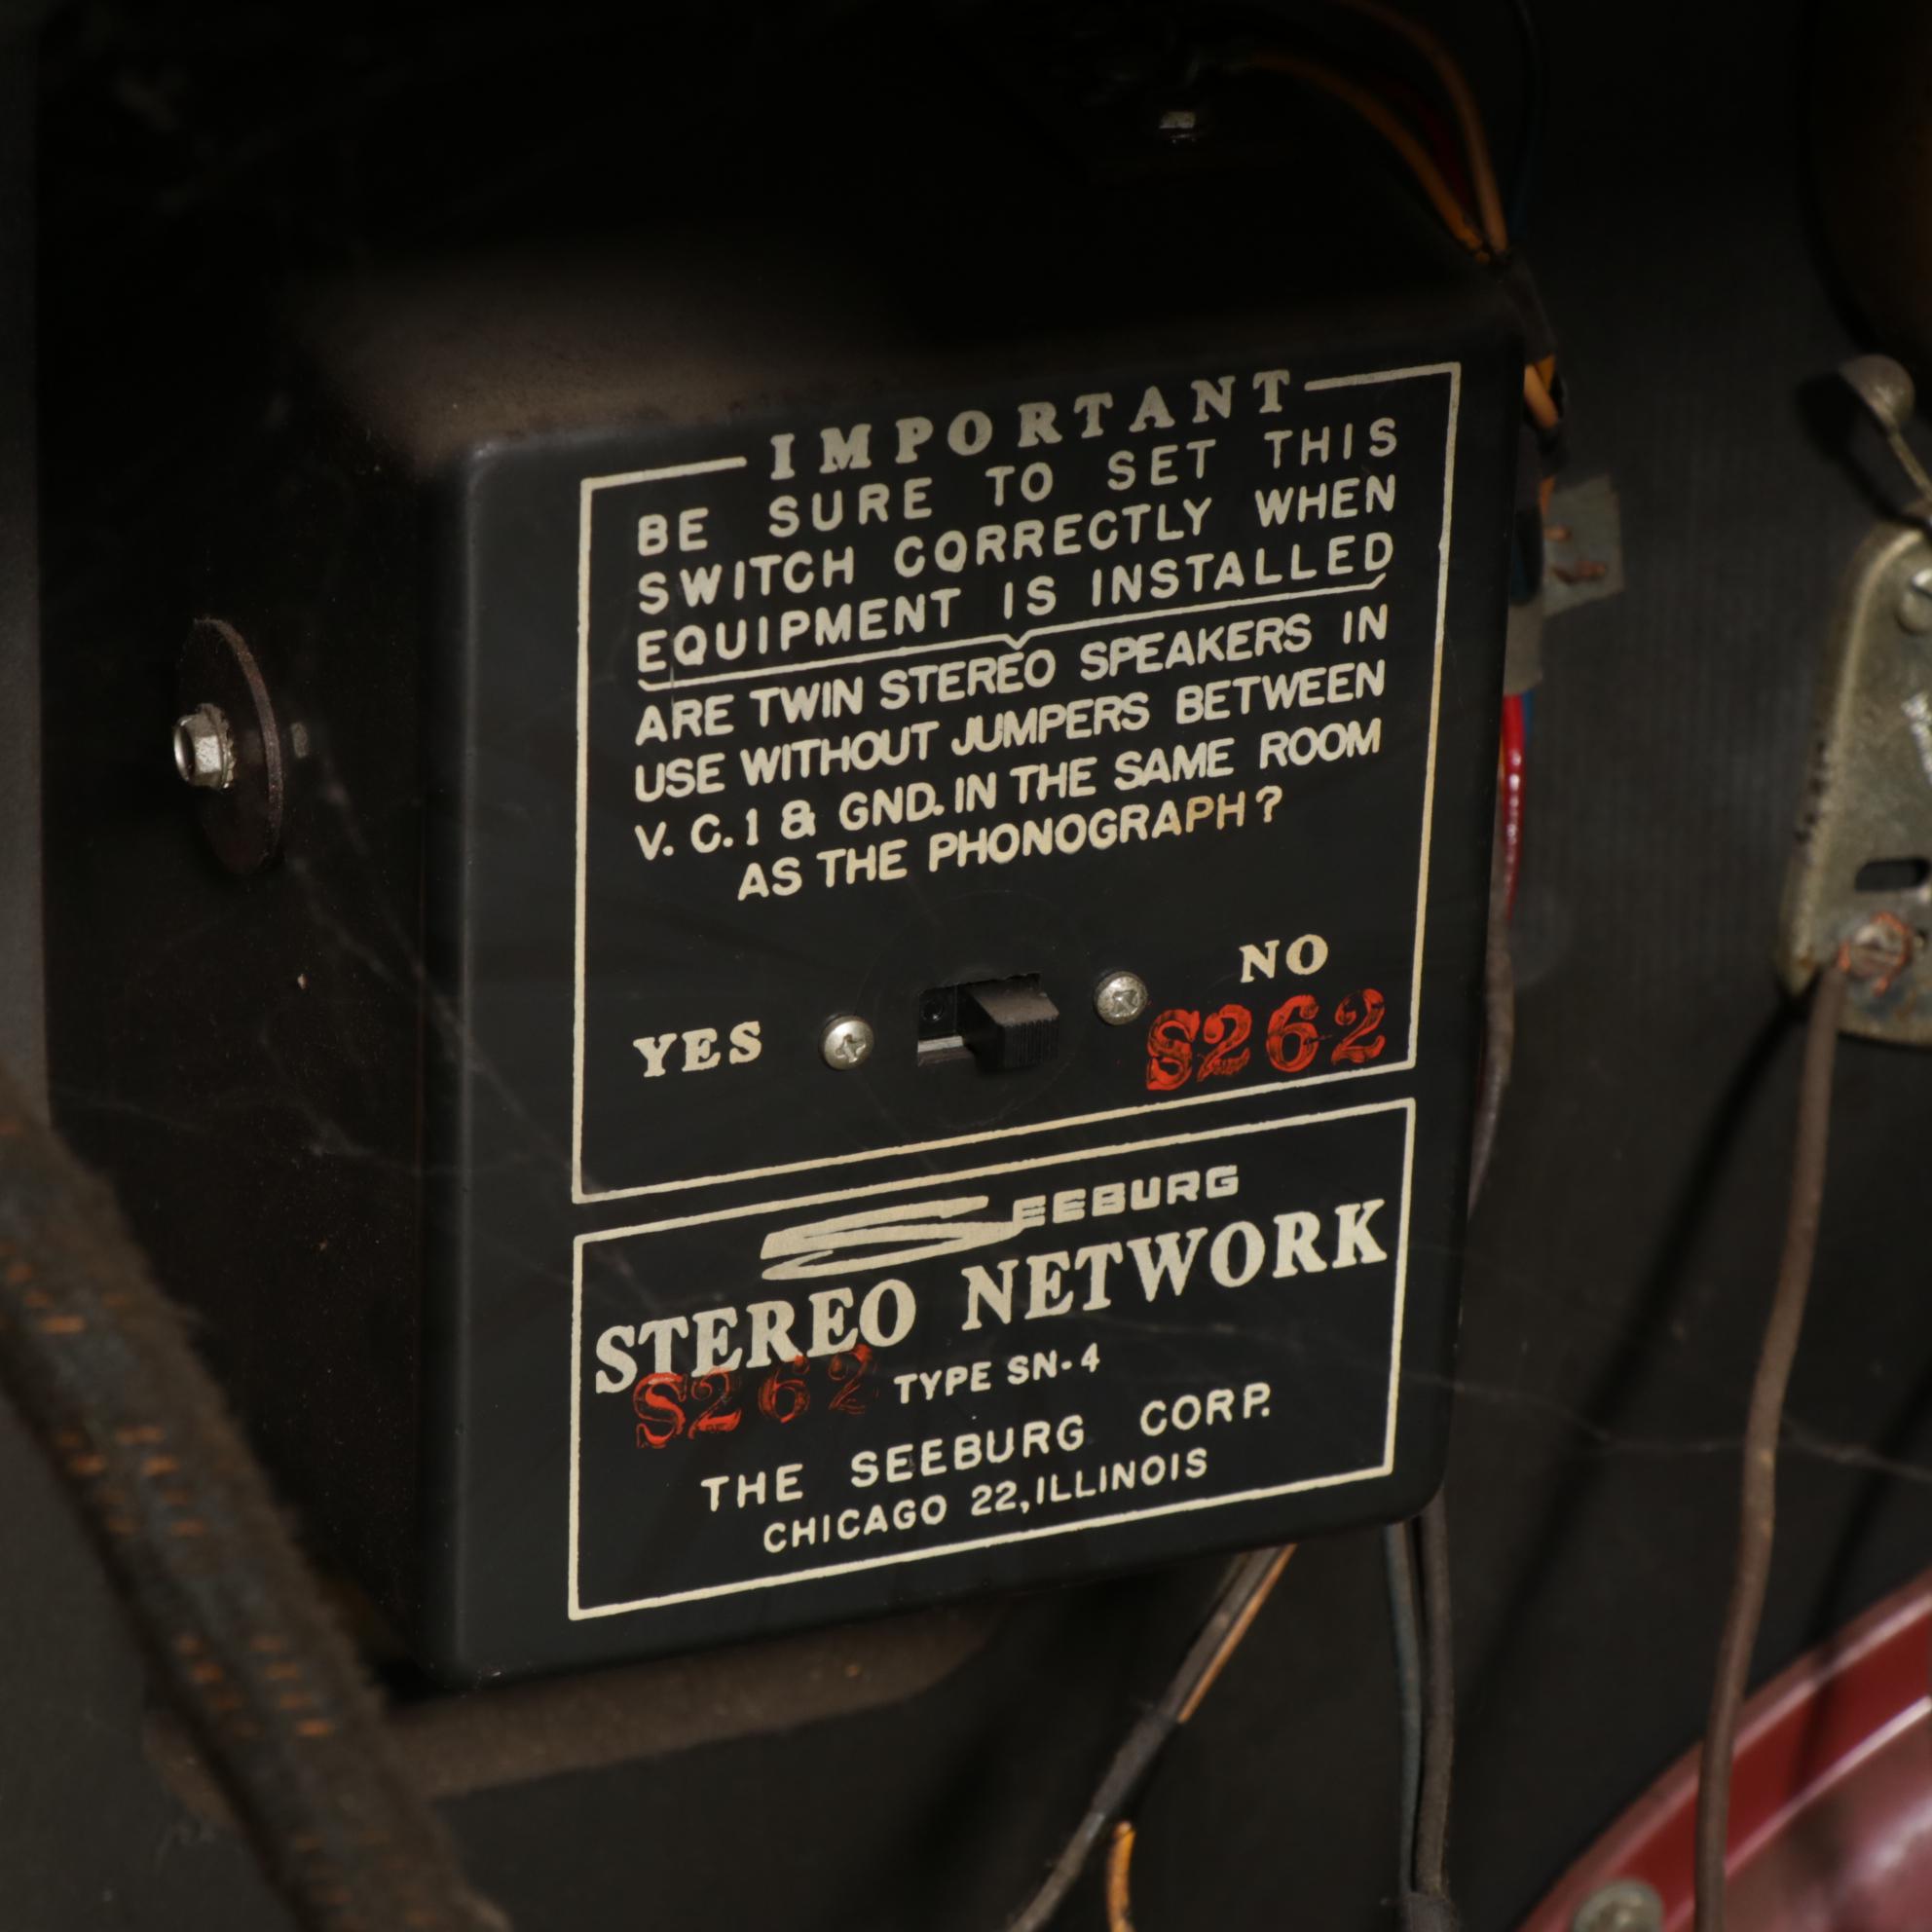 IMPORTANT
BE SURE TO SET THIS
SWITCH CORRECTLY WHEN
EQUIPMENT IS INSTALLED
ARE TWIN STEREO SPEAKERS IN
USE WITHOUT JUMPERS BETWEEN
V. C. 1 & GND. IN THE SAME ROOM
AS THE PHONOGRAPH?
YES NO
S262
SEEBURG
STEREO NETWORK
S262 TYPE SN-4
THE SEEBURG CORP.
CHICAGO 22, ILLINOIS